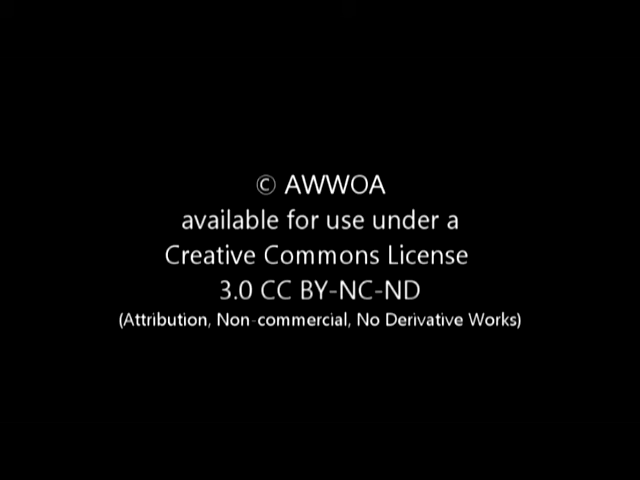 © AWWOA
available for use under a
Creative Commons License
3.0 CC BY-NC-ND
(Attribution, Non-commercial, No Derivative Works)